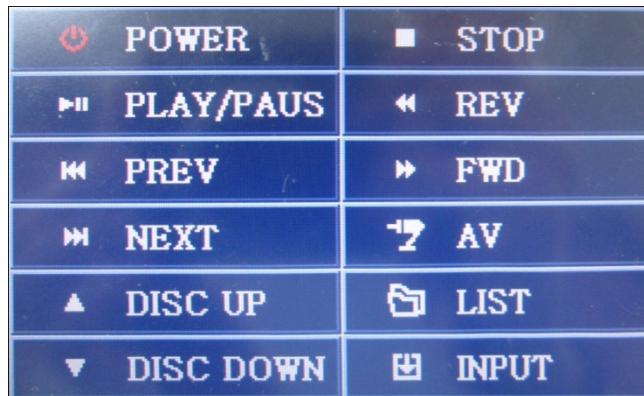 POWER
STOP
PLAY/PAUS
REV
PREV
FWD
NEXT
AV
DISC UP
LIST
DISC DOWN
INPUT